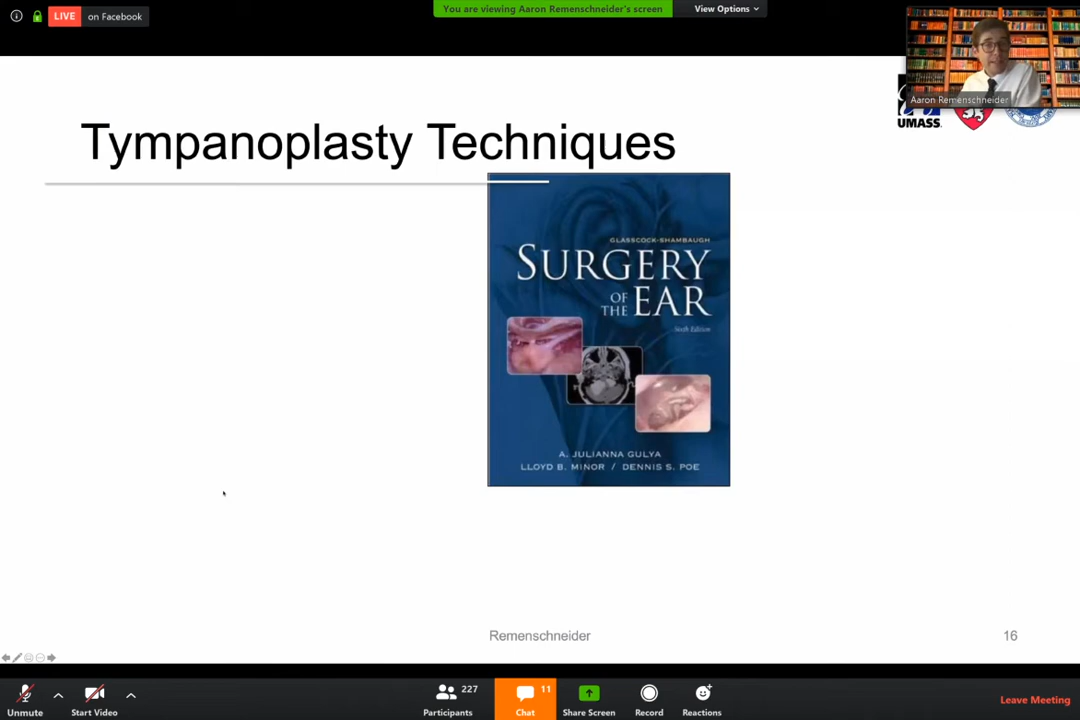 LIVE on Facebook
You are viewing Aaron Remenschneider's screen
View Options
Aaron Remenschneider
UMASS
Tympanoplasty Techniques
GLASSCOCK-SHAMBAUGH
SURGERY
OF THE EAR
Sixth Edition
A. JULIANNA GULYA
LLOYD B. MINOR / DENNIS S. POE
Remenschneider
16
227
11
Unmute
Start Video
Participants
Chat
Share Screen
Record
Reactions
Leave Meeting